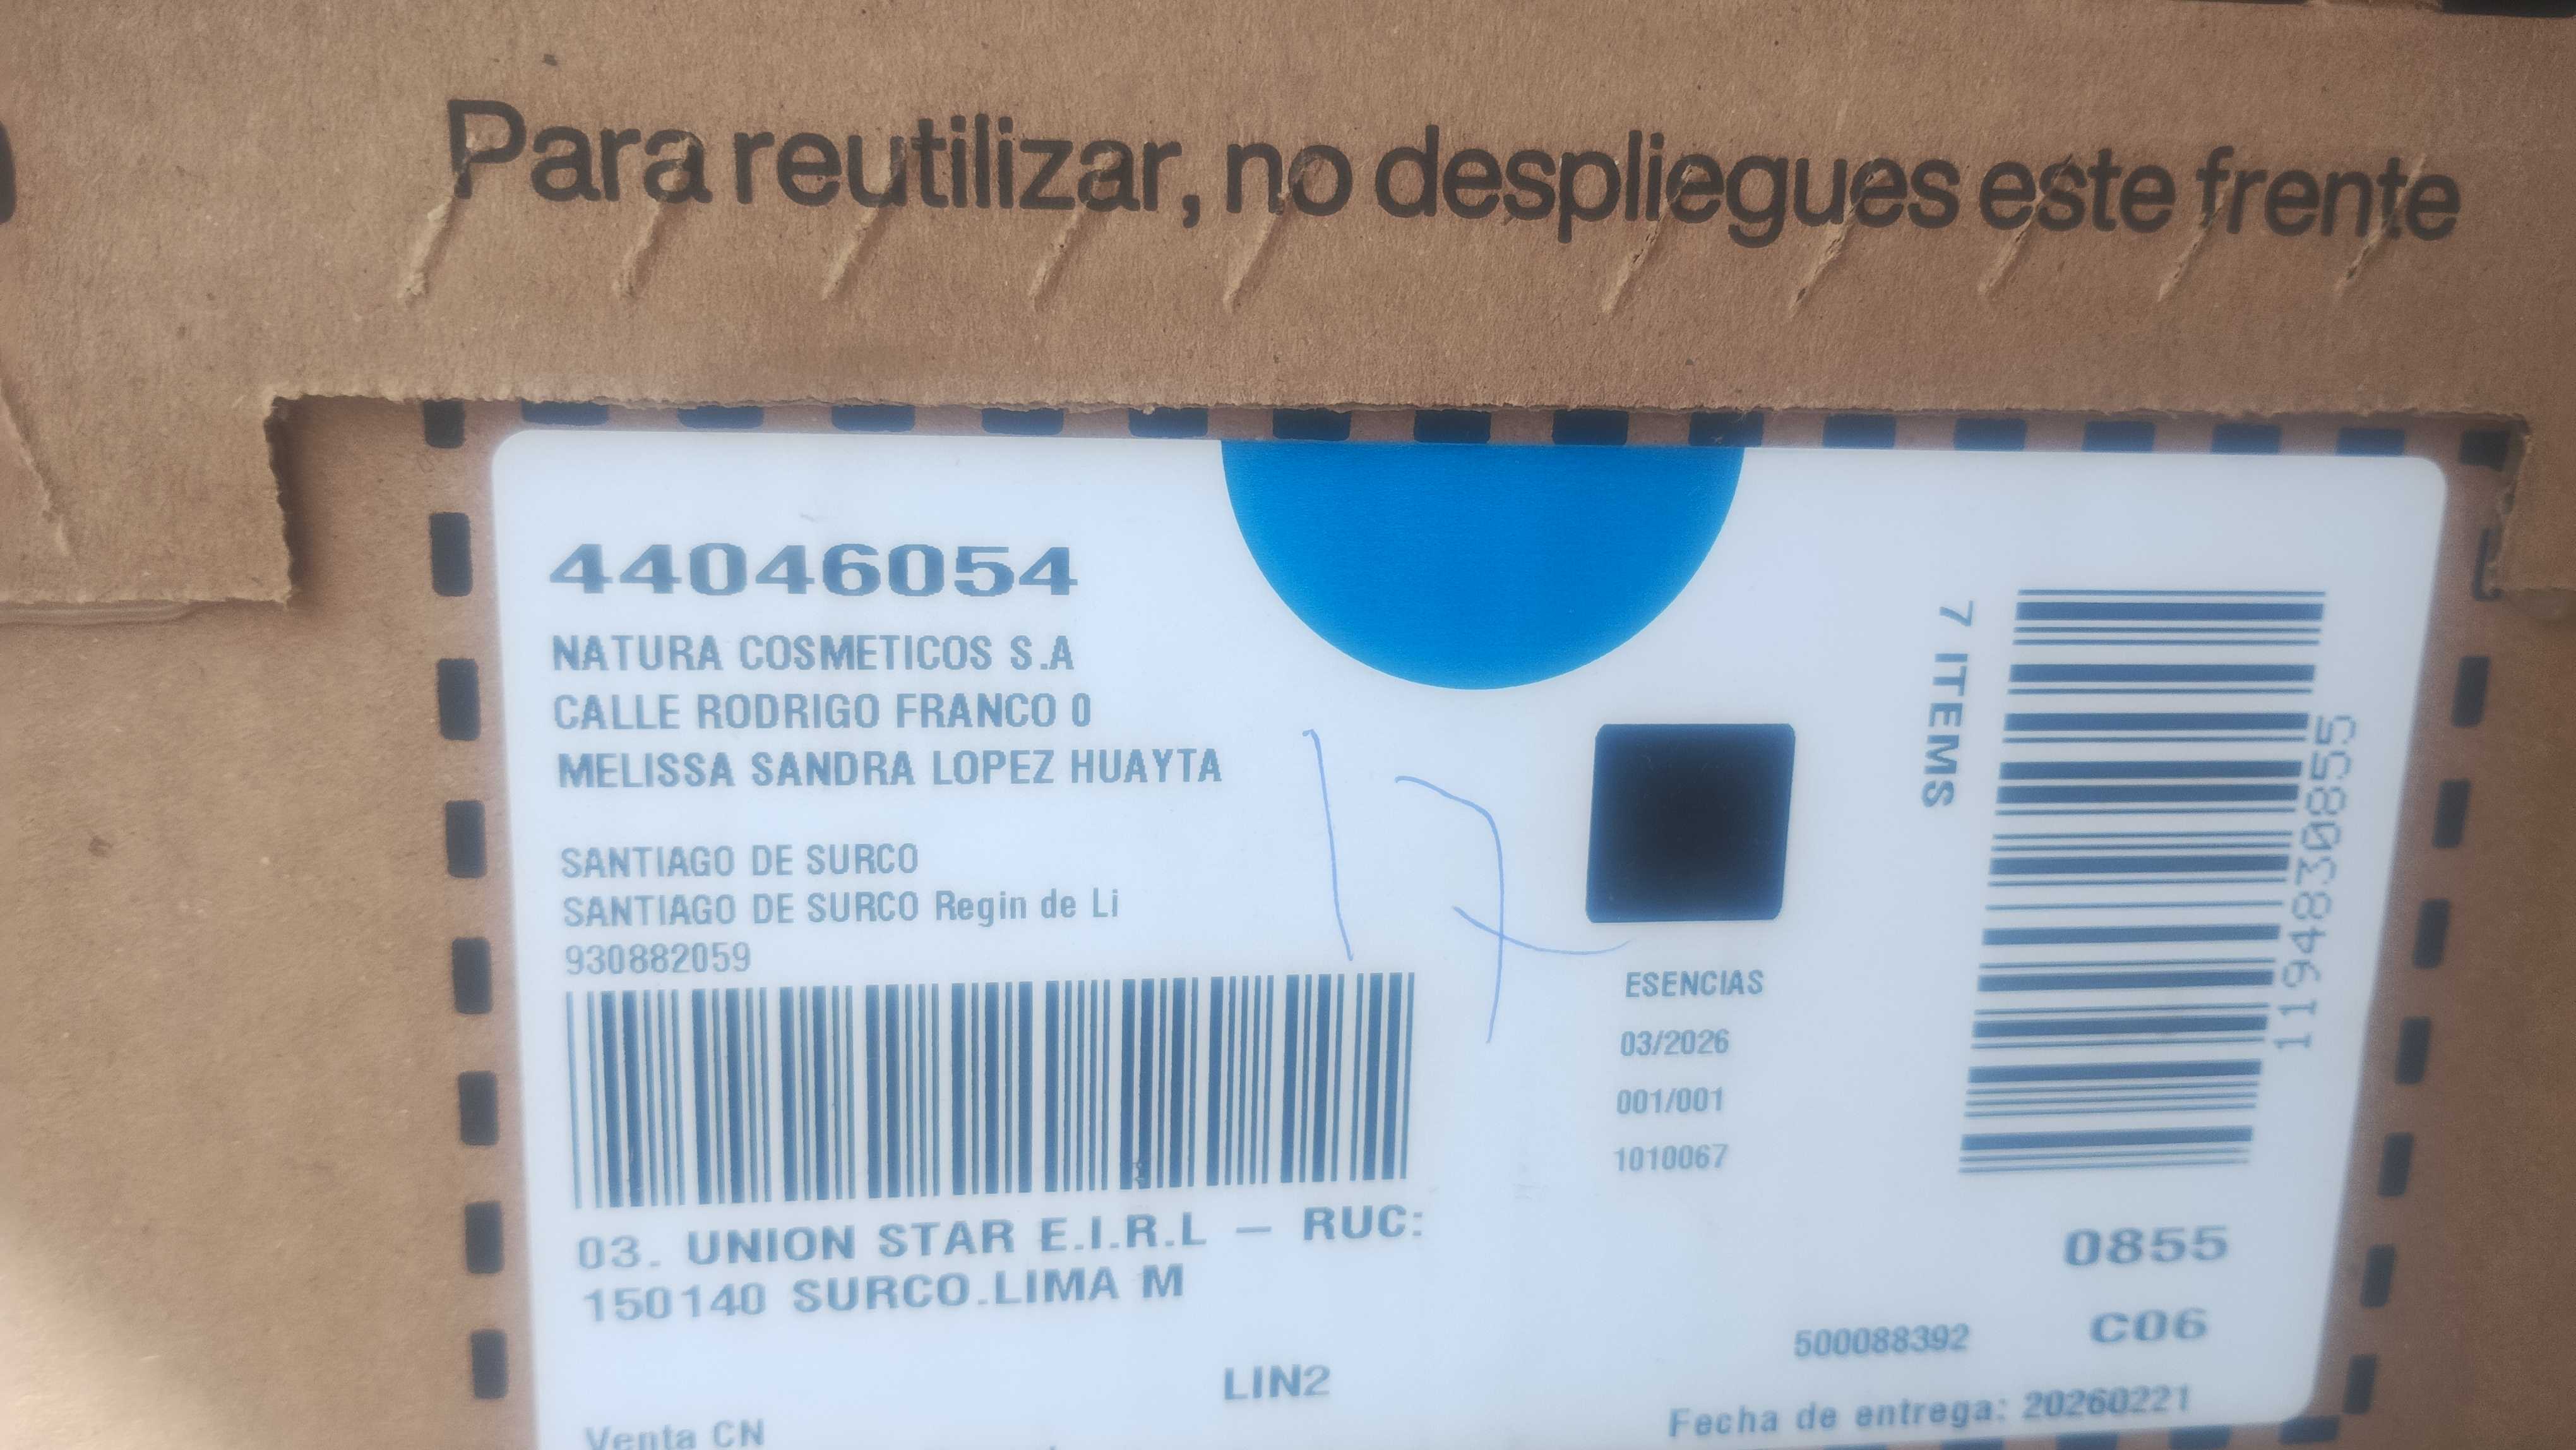 Para reutilizar, no despliegues este frente
44046054
NATURA COSMETICOS S.A
CALLE RODRIGO FRANCO 0
MELISSA SANDRA LOPEZ HUAYTA
SANTIAGO DE SURCO
SANTIAGO DE SURCO Regin de Li
930882059
17
03. UNION STAR E.I.R.L – RUC:
150140 SURCO.LIMA M
LIN2
Venta CN
ESENCIAS
03/2026
001/001
1010067
7 ITEMS
1194830855
0855
C06
500088392
Fecha de entrega: 20260221